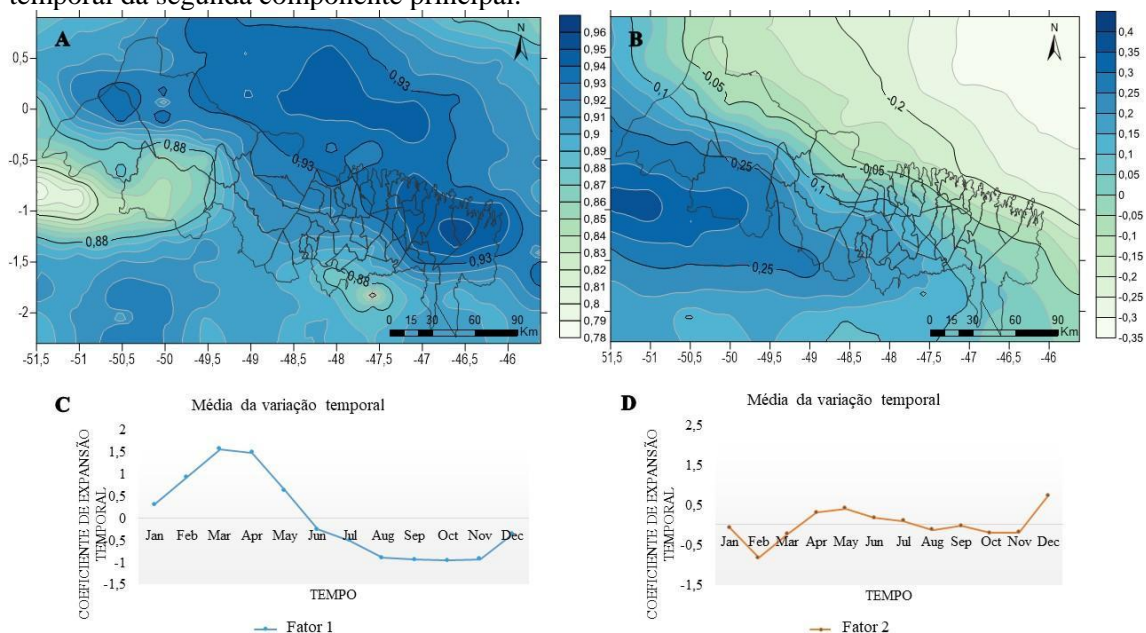 temporal da segunda componente principal.
A
N
0,93
0,88
0,93
0,88
0,93
0,88
0 15 30 60 90
Km
0,5
0
-0,5
-1
-1,5
-2
-51,5 -51 -50,5 -50 -49,5 -49 -48,5 -48 -47,5 -47 -46,5 -46
0,96
0,95
0,94
0,93
0,92
0,91
0,9
0,89
0,88
0,87
0,86
0,85
0,84
0,83
0,82
0,81
0,8
0,79
0,78
B
N
0,1
-0,05
-0,2
0,25
0,1
-0,05
0,25
0 15 30 60 90
Km
-51,5 -51 -50,5 -50 -49,5 -49 -48,5 -48 -47,5 -47 -46,5 -46
0,4
0,35
0,3
0,25
0,2
0,15
0,1
0,05
0
-0,05
-0,1
-0,15
-0,2
-0,25
-0,3
-0,35
C
Média da variação temporal
COEFICIENTE DE EXPANSÃO
TEMPORAL
2
1,5
1
0,5
0
-0,5
-1
-1,5
Jan Feb Mar Apr May Jun Jul Aug Sep Oct Nov Dec
TEMPO
Fator 1
D
Média da variação temporal
COEFICIENTE DE EXPANSÃO
TEMPORAL
2,5
1,5
0,5
-0,5
-1,5
Jan Feb Mar Apr May Jun Jul Aug Sep Oct Nov Dec
TEMPO
Fator 2